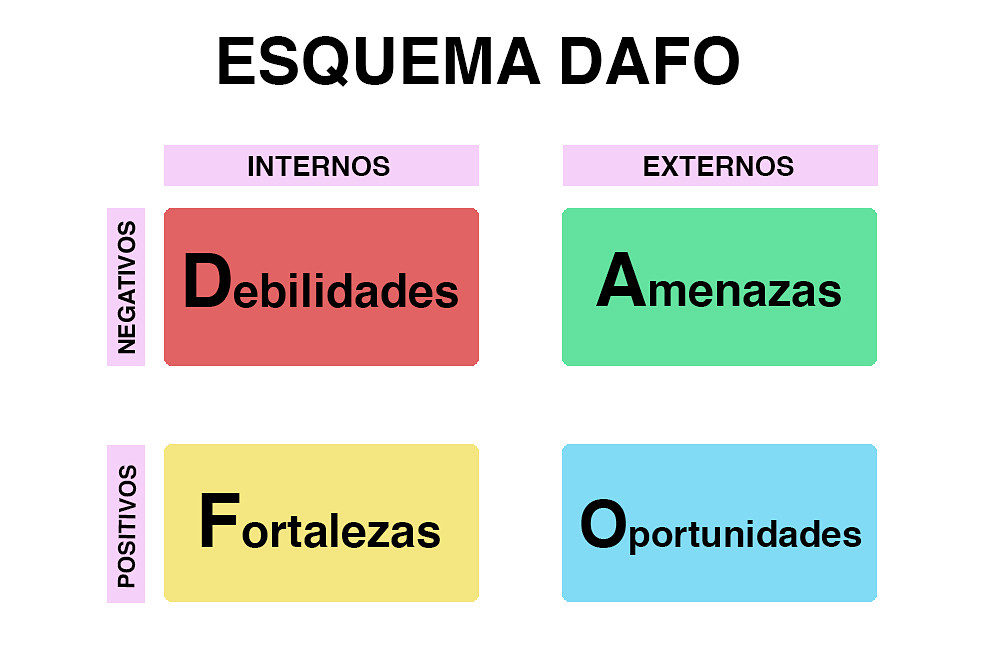 ESQUEMA DAFO
INTERNOS
EXTERNOS
NEGATIVOS
Debilidades
Amenazas
POSITIVOS
Fortalezas
Oportunidades